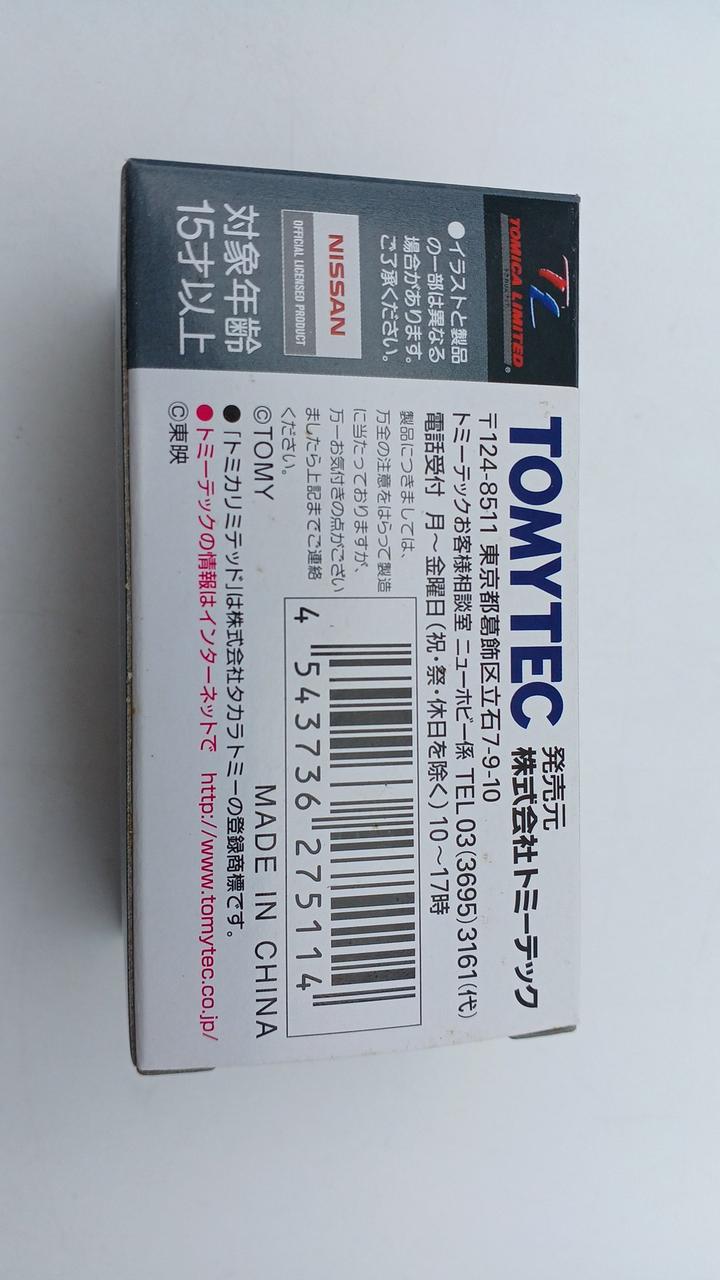 TOMICA LIMITED
●イラストと製品
の一部は異なる
場合があります。
ご了承ください。
NISSAN
OFFICIAL LICENSED PRODUCT
対象年齢
15才以上
TOMYTEC 発売元
株式会社トミーテック
〒124-8511 東京都葛飾区立石7-9-10
トミーテックお客様相談室 ニューホビー係 TEL 03(3695)3161(代)
電話受付 月〜金曜日(祝・祭・休日を除く)10〜17時
製品につきましては、
万全の注意をはらって製造
に当たっておりますが、
万一お気付きの点がござい
ましたら上記までご連絡
ください。
4 543736 275114
©TOMY
MADE IN CHINA
●「トミカリミテッド」は株式会社タカラトミーの登録商標です。
●トミーテックの情報はインターネットで http://www.tomytec.co.jp/
©東映